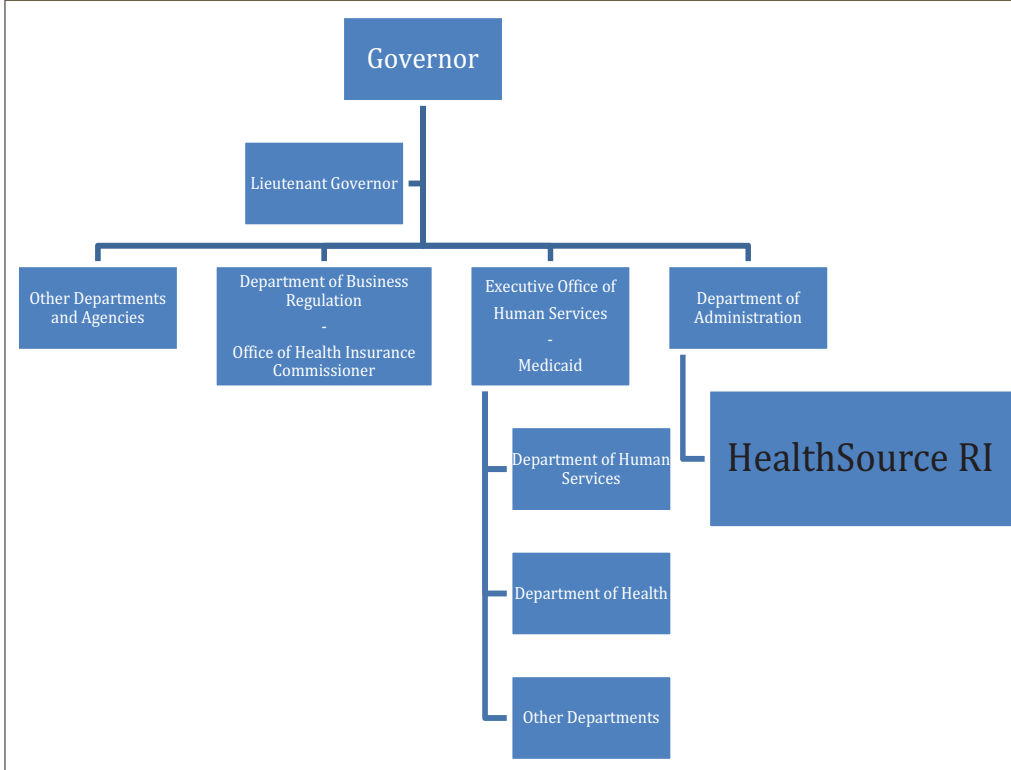 Governor
Lieutenant Governor
Other Departments
and Agencies
Department of Business
Regulation
-
Office of Health Insurance
Commissioner
Executive Office of
Human Services
-
Medicaid
Department of
Administration
HealthSource RI
Department of Human
Services
Department of Health
Other Departments